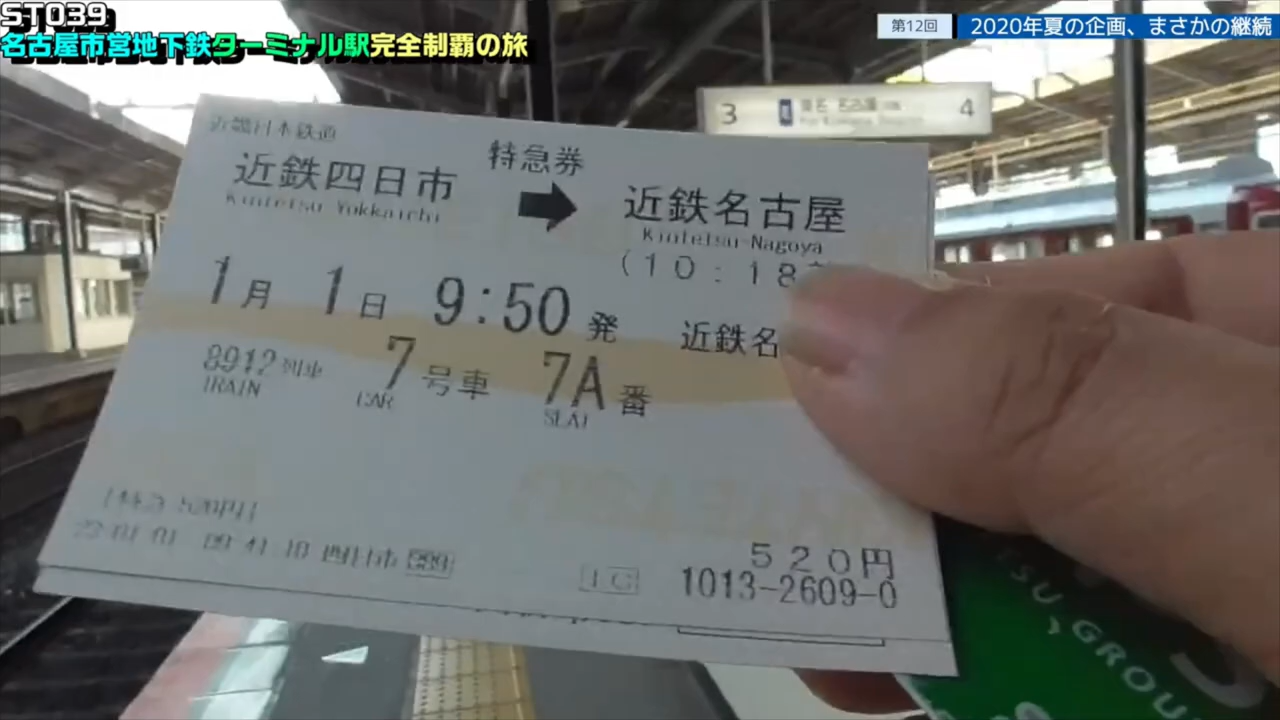 ST039
名古屋市営地下鉄ターミナル駅完全制覇の旅
第12回
2020年夏の企画、まさかの継続
3
4
近畿日本鉄道
特急券
近鉄四日市
Kintetsu Yokkaichi
近鉄名古屋
Kintetsu-Nagoya
(10:18
1月 1日 9:50発 近鉄名
8912列車 7号車 7A番
TRAIN CAR SEAT
520円
1013-2609-0
GROU